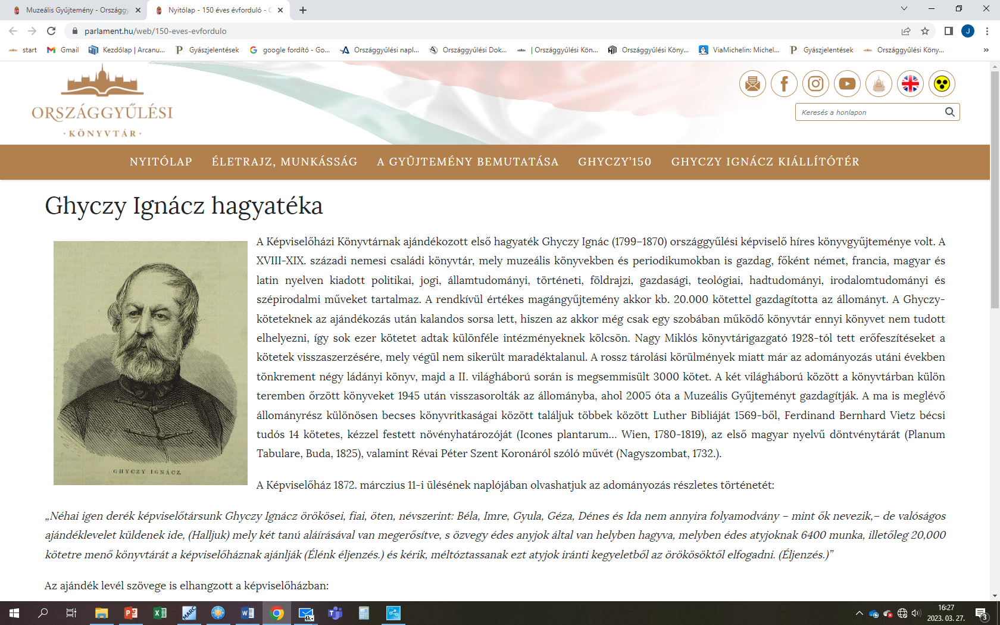 Muzeális Gyűjtemény - Országgy
Nyitólap - 150 éves évforduló - O
parlament.hu/web/150-eves-evfordulo
J
start
Gmail
Kezdőlap | Arcanu...
Gyászjelentések
google fordító - Go...
Országgyűlési napl...
Országgyűlési Dok...
| Országgyűlési Kön...
Országgyűlési Köny...
ViaMichelin: Michel...
Gyászjelentések
Országgyűlési Köny...
ORSZÁGGYŰLÉSI
· KÖNYVTÁR ·
Keresés a honlapon
NYITÓLAP
ÉLETRAJZ, MUNKÁSSÁG
A GYŰJTEMÉNY BEMUTATÁSA
GHYCZY’150
GHYCZY IGNÁCZ KIÁLLÍTÓTÉR
Ghyczy Ignácz hagyatéka
A Képviselőházi Könyvtárnak ajándékozott első hagyaték Ghyczy Ignác (1799–1870) országgyűlési képviselő híres könyvgyűjteménye volt. A
XVIII-XIX. századi nemesi családi könyvtár, mely muzeális könyvekben és periodikumokban is gazdag, főként német, francia, magyar és
latin nyelven kiadott politikai, jogi, államtudományi, történeti, földrajzi, gazdasági, teológiai, hadtudományi, irodalomtudományi és
szépirodalmi műveket tartalmaz. A rendkívül értékes magángyűjtemény akkor kb. 20.000 kötettel gazdagította az állományt. A Ghyczy-
köteteknek az ajándékozás után kalandos sorsa lett, hiszen az akkor még csak egy szobában működő könyvtár ennyi könyvet nem tudott
elhelyezni, így sok ezer kötetet adtak különféle intézményeknek kölcsön. Nagy Miklós könyvtárigazgató 1928-tól tett erőfeszítéseket a
kötetek visszaszerzésére, mely végül nem sikerült maradéktalanul. A rossz tárolási körülmények miatt már az adományozás utáni években
tönkrement négy ládányi könyv, majd a II. világháború során is megsemmisült 3000 kötet. A két világháború között a könyvtárban külön
teremben őrzött könyveket 1945 után visszasorolták az állományba, ahol 2005 óta a Muzeális Gyűjteményt gazdagítják. A ma is meglévő
állományrész különösen becses könyvritkaságai között találjuk többek között Luther Bibliáját 1569-ből, Ferdinand Bernhard Vietz bécsi
tudós 14 kötetes, kézzel festett növényhatározóját (Icones plantarum... Wien, 1780-1819), az első magyar nyelvű döntvénytárát (Planum
Tabulare, Buda, 1825), valamint Révai Péter Szent Koronáról szóló művét (Nagyszombat, 1732.).
GHYCZY IGNÁCZ
A Képviselőház 1872. márczius 11-i ülésének naplójában olvashatjuk az adományozás részletes történetét:
„Néhai igen derék képviselőtársunk Ghyczy Ignácz örökösei, fiai, öten, névszerint: Béla, Imre, Gyula, Géza, Dénes és Ida nem annyira folyamodvány – mint ők nevezik,– de valóságos
ajándéklevelet küldenek ide, (Halljuk) mely két tanú aláírásával van megerősítve, s özvegy édes anyjok által van helyben hagyva, melyben édes atyjoknak 6400 munka, illetőleg 20,000
kötetre menő könyvtárát a képviselőháznak ajánlják (Élénk éljenzés.) és kérik, méltóztassanak ezt atyjok iránti kegyeletből az örökösöktől elfogadni. (Éljenzés.)”
Az ajándék levél szövege is elhangzott a képviselőházban:
MARC
4k+
16:27
2023. 03. 27.
3